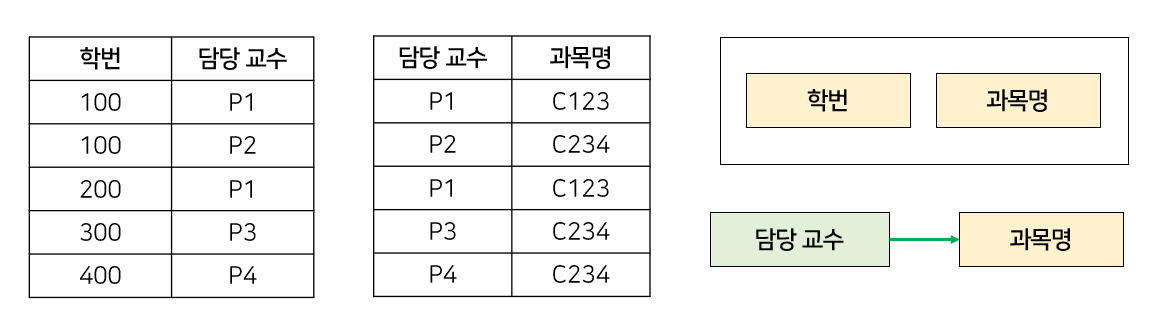 학번 담당 교수
100 P1
100 P2
200 P1
300 P3
400 P4
담당 교수 과목명
P1 C123
P2 C234
P1 C123
P3 C234
P4 C234
학번 과목명
담당 교수 과목명